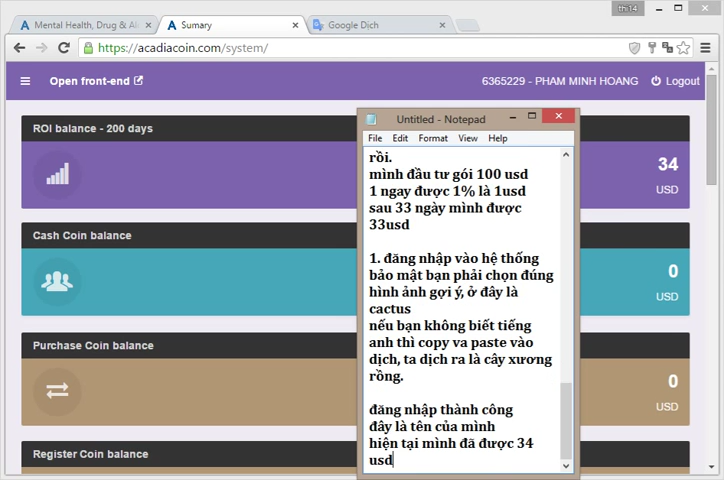 thi:14
Mental Health, Drug & Al
Sumary
Google Dịch
https://acadiacoin.com/system/
Open front-end
6365229 - PHAM MINH HOANG
Logout
ROI balance - 200 days
34
USD
Cash Coin balance
0
USD
Purchase Coin balance
0
USD
Register Coin balance
Untitled - Notepad
File Edit Format View Help
rồi.
mình đầu tư gói 100 usd
1 ngay được 1% là 1usd
sau 33 ngày mình được
33usd
1. đăng nhập vào hệ thống
bảo mật bạn phải chọn đúng
hình ảnh gợi ý, ở đây là
cactus
nếu bạn không biết tiếng
anh thì copy va paste vào
dịch, ta dịch ra là cây xương
rồng.
đăng nhập thành công
đây là tên của mình
hiện tại mình đã được 34
usd